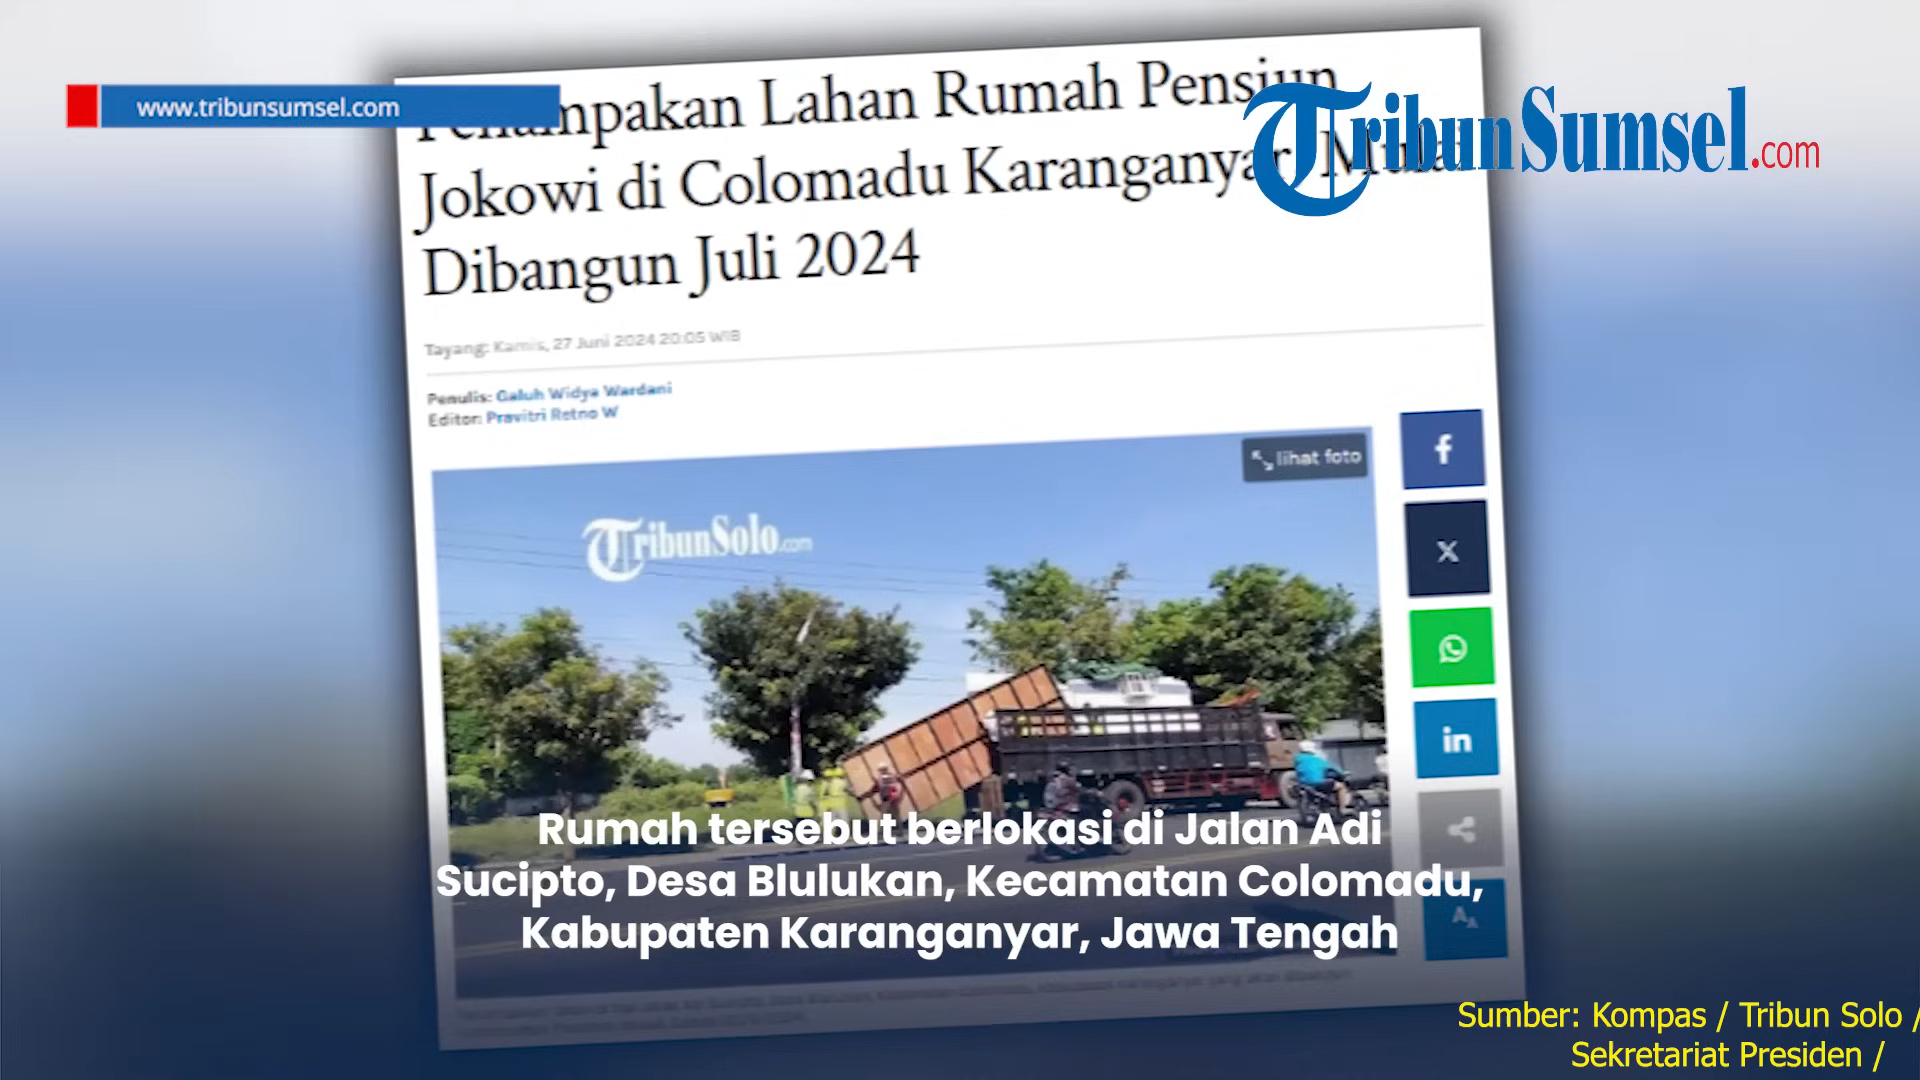 www.tribunsumsel.com
Penampakan Lahan Rumah Pensiun
TribunSumsel.com
Jokowi di Colomadu Karanganyar, Mulai
Dibangun Juli 2024
Tayang: Kamis, 27 Juni 2024 20:05 WIB
Penulis: Galuh Widya Wardani
Editor: Pravitri Retno W
lihat foto
TribunSolo.com
Rumah tersebut berlokasi di Jalan Adi
Sucipto, Desa Blulukan, Kecamatan Colomadu,
Kabupaten Karanganyar, Jawa Tengah
Sumber: Kompas / Tribun Solo /
Sekretariat Presiden /